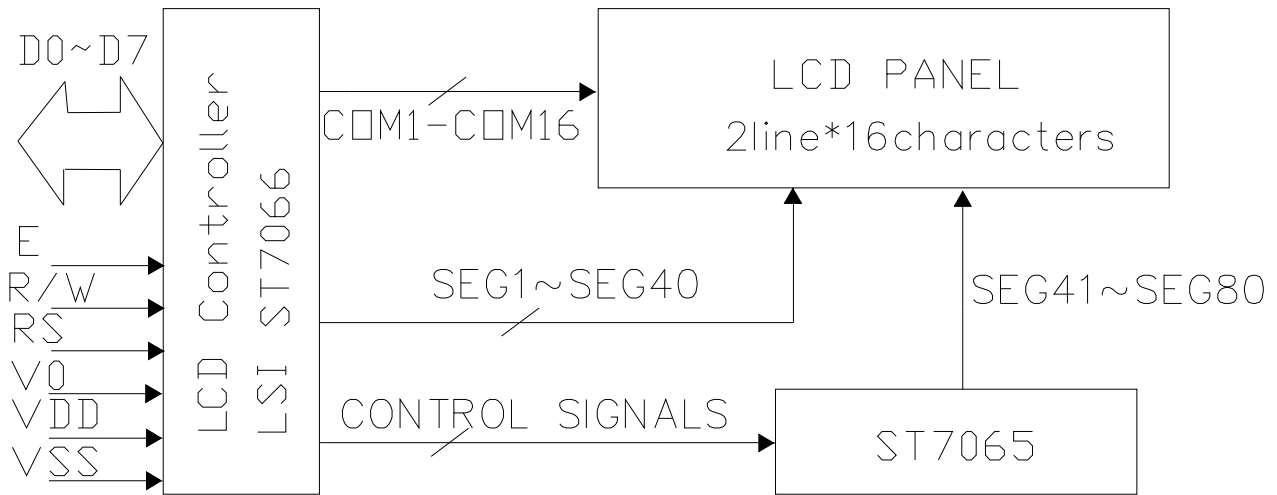 D0~D7
E
R/W
RS
V0
VDD
VSS
LCD Controller
LSI ST7066
COM1-COM16
LCD PANEL
2line*16characters
SEG1~SEG40
SEG41~SEG80
CONTROL SIGNALS
ST7065